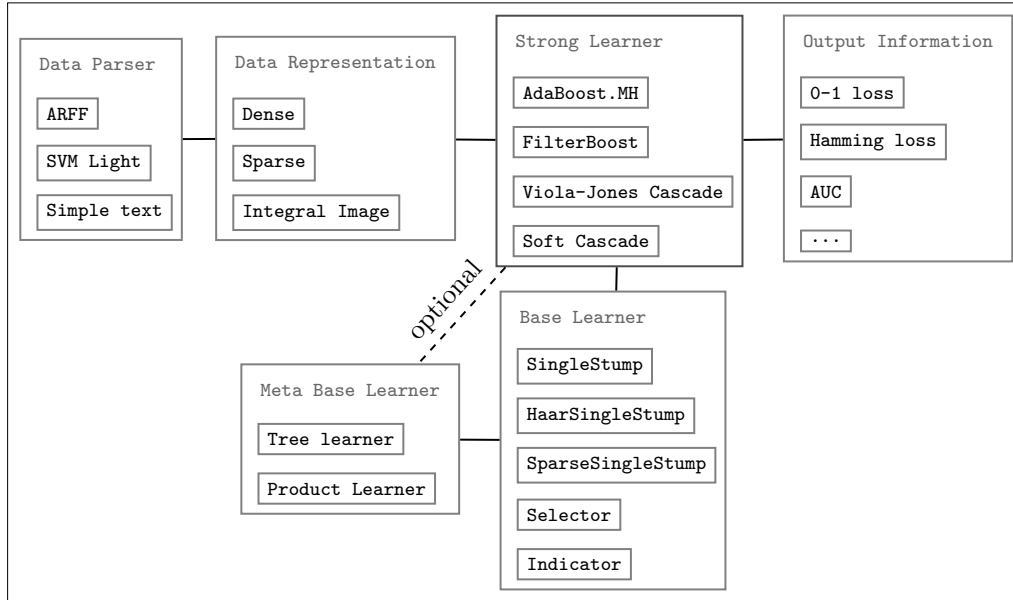 Data Parser
ARFF
SVM Light
Simple text
Data Representation
Dense
Sparse
Integral Image
Strong Learner
AdaBoost.MH
FilterBoost
Viola-Jones Cascade
Soft Cascade
Output Information
0-1 loss
Hamming loss
AUC
...
optional
Meta Base Learner
Tree learner
Product Learner
Base Learner
SingleStump
HaarSingleStump
SparseSingleStump
Selector
Indicator